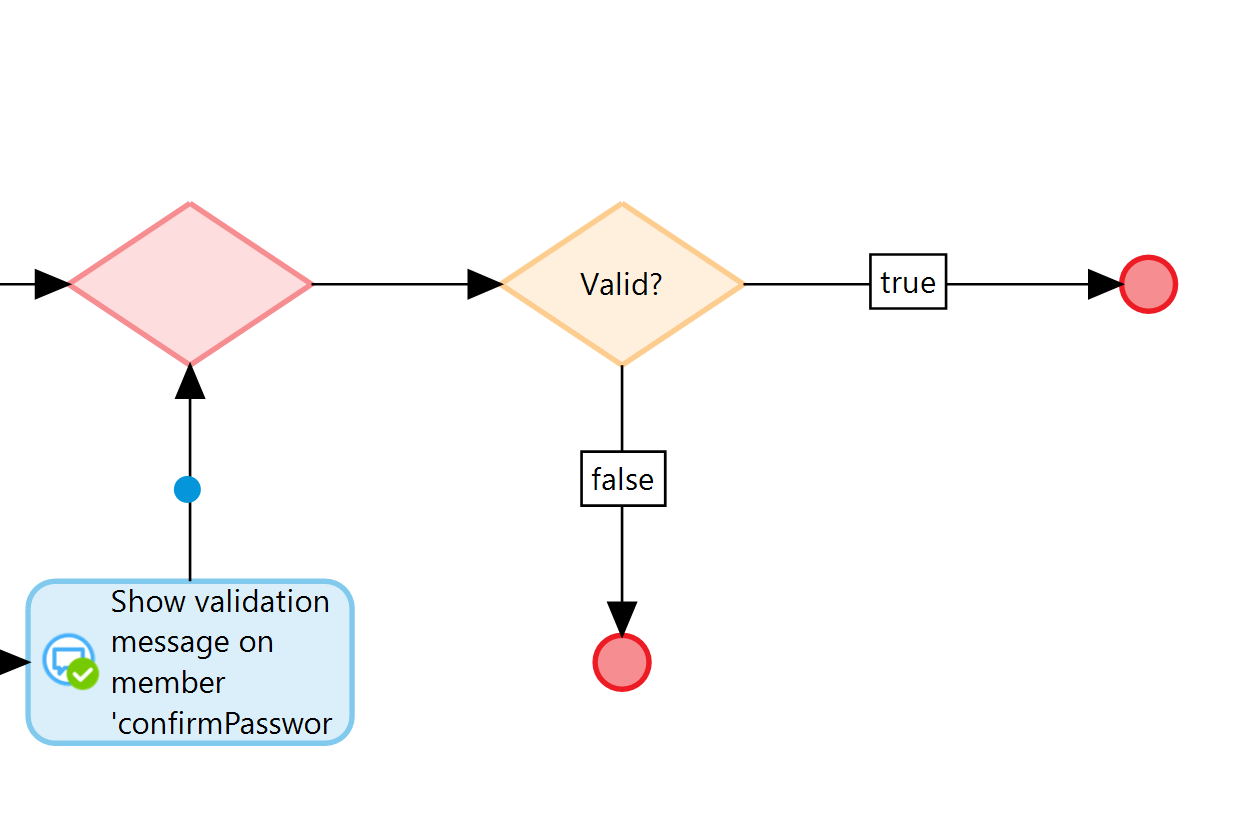 Valid?
true
false
Show validation
message on
member
'confirmPasswor